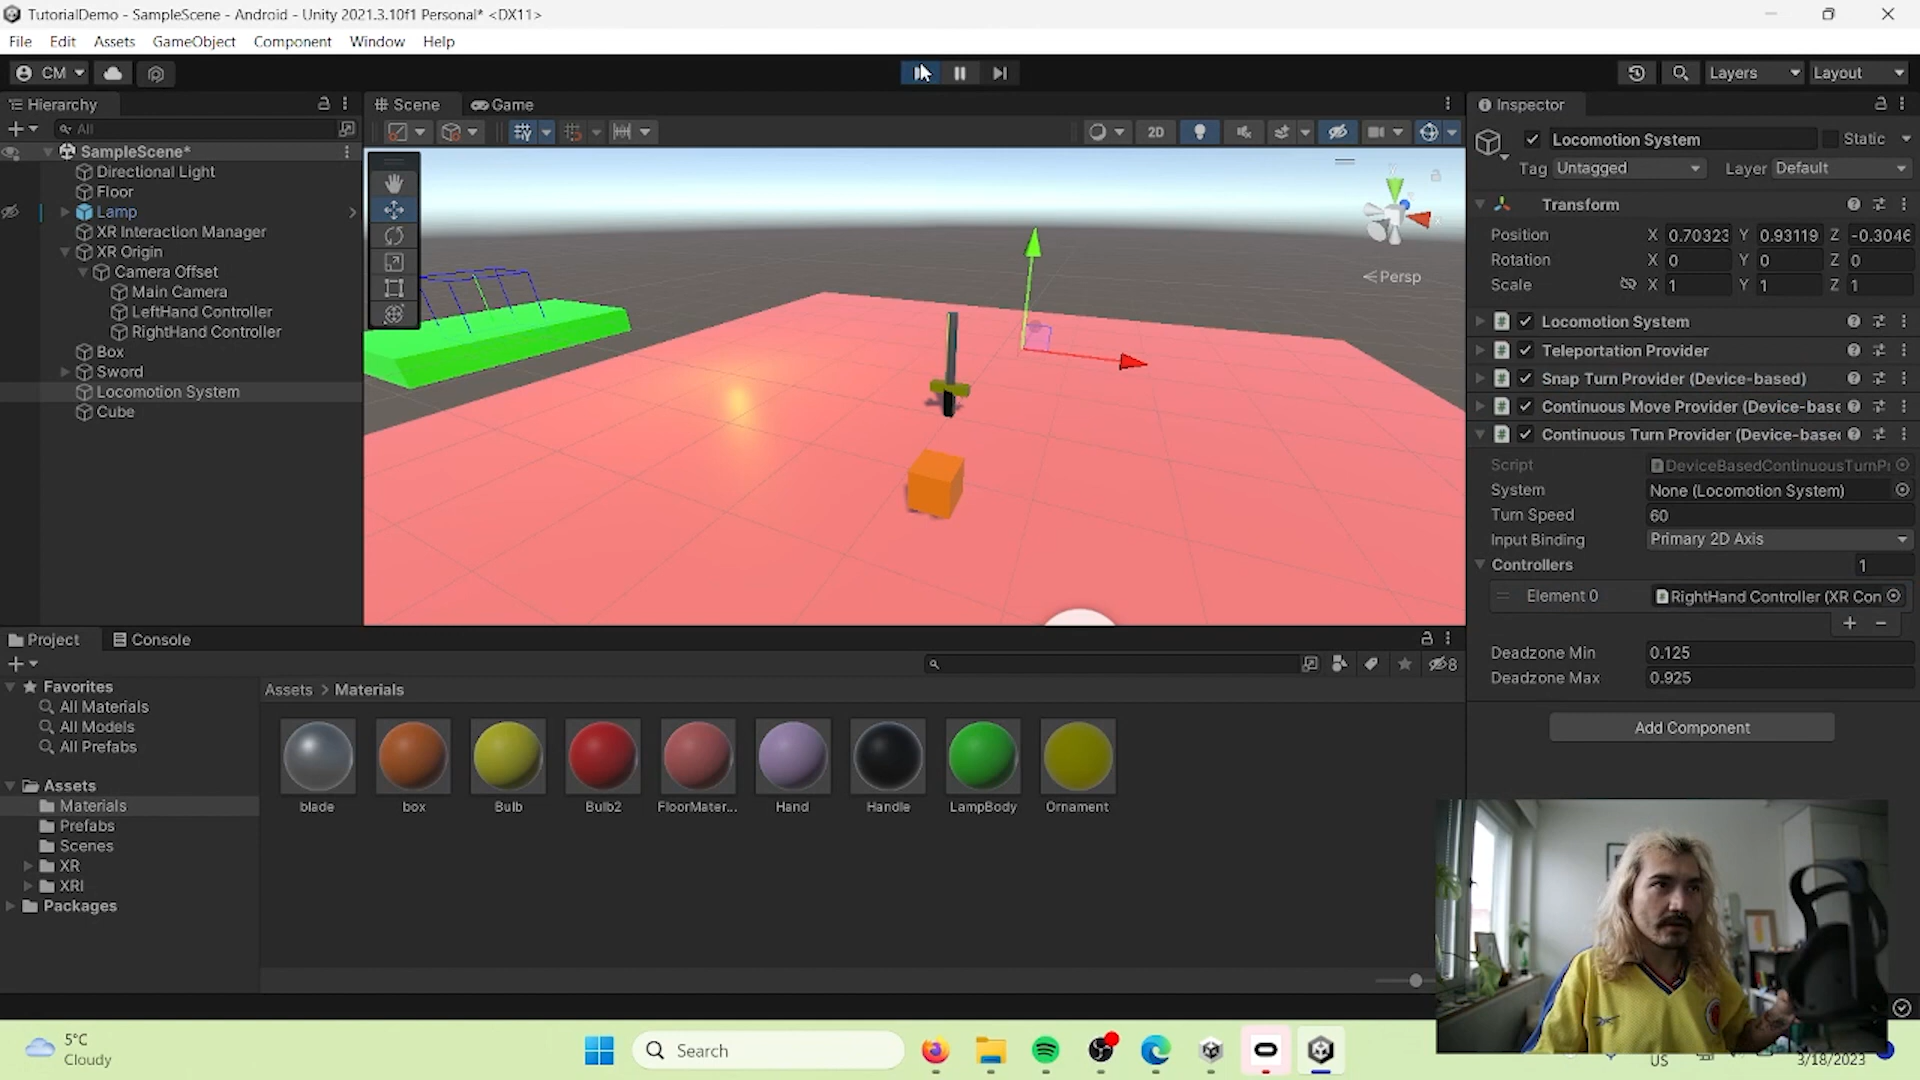 TutorialDemo - SampleScene - Android - Unity 2021.3.10f1 Personal* <DX11>
File Edit Assets GameObject Component Window Help
CM
Layers
Layout
Hierarchy
All
SampleScene*
Directional Light
Floor
Lamp
XR Interaction Manager
XR Origin
Camera Offset
Main Camera
LeftHand Controller
RightHand Controller
Box
Sword
Locomotion System
Cube
Scene
Game
2D
y
Persp
Inspector
Locomotion System
Static
Tag Untagged
Layer Default
Transform
Position X 0.70323 Y 0.93119 Z -0.3046
Rotation X 0 Y 0 Z 0
Scale X 1 Y 1 Z 1
Locomotion System
Teleportation Provider
Snap Turn Provider (Device-based)
Continuous Move Provider (Device-base
Continuous Turn Provider (Device-based
Script DeviceBasedContinuousTurnP
System None (Locomotion System)
Turn Speed 60
Input Binding Primary 2D Axis
Controllers 1
Element 0 RightHand Controller (XR Con
+ -
Deadzone Min 0.125
Deadzone Max 0.925
Add Component
Project
Console
8
Favorites
All Materials
All Models
All Prefabs
Assets
Materials
Prefabs
Scenes
XR
XRI
Packages
Assets > Materials
blade
box
Bulb
Bulb2
FloorMater...
Hand
Handle
LampBody
Ornament
5°C
Cloudy
Search
US
3/18/2023